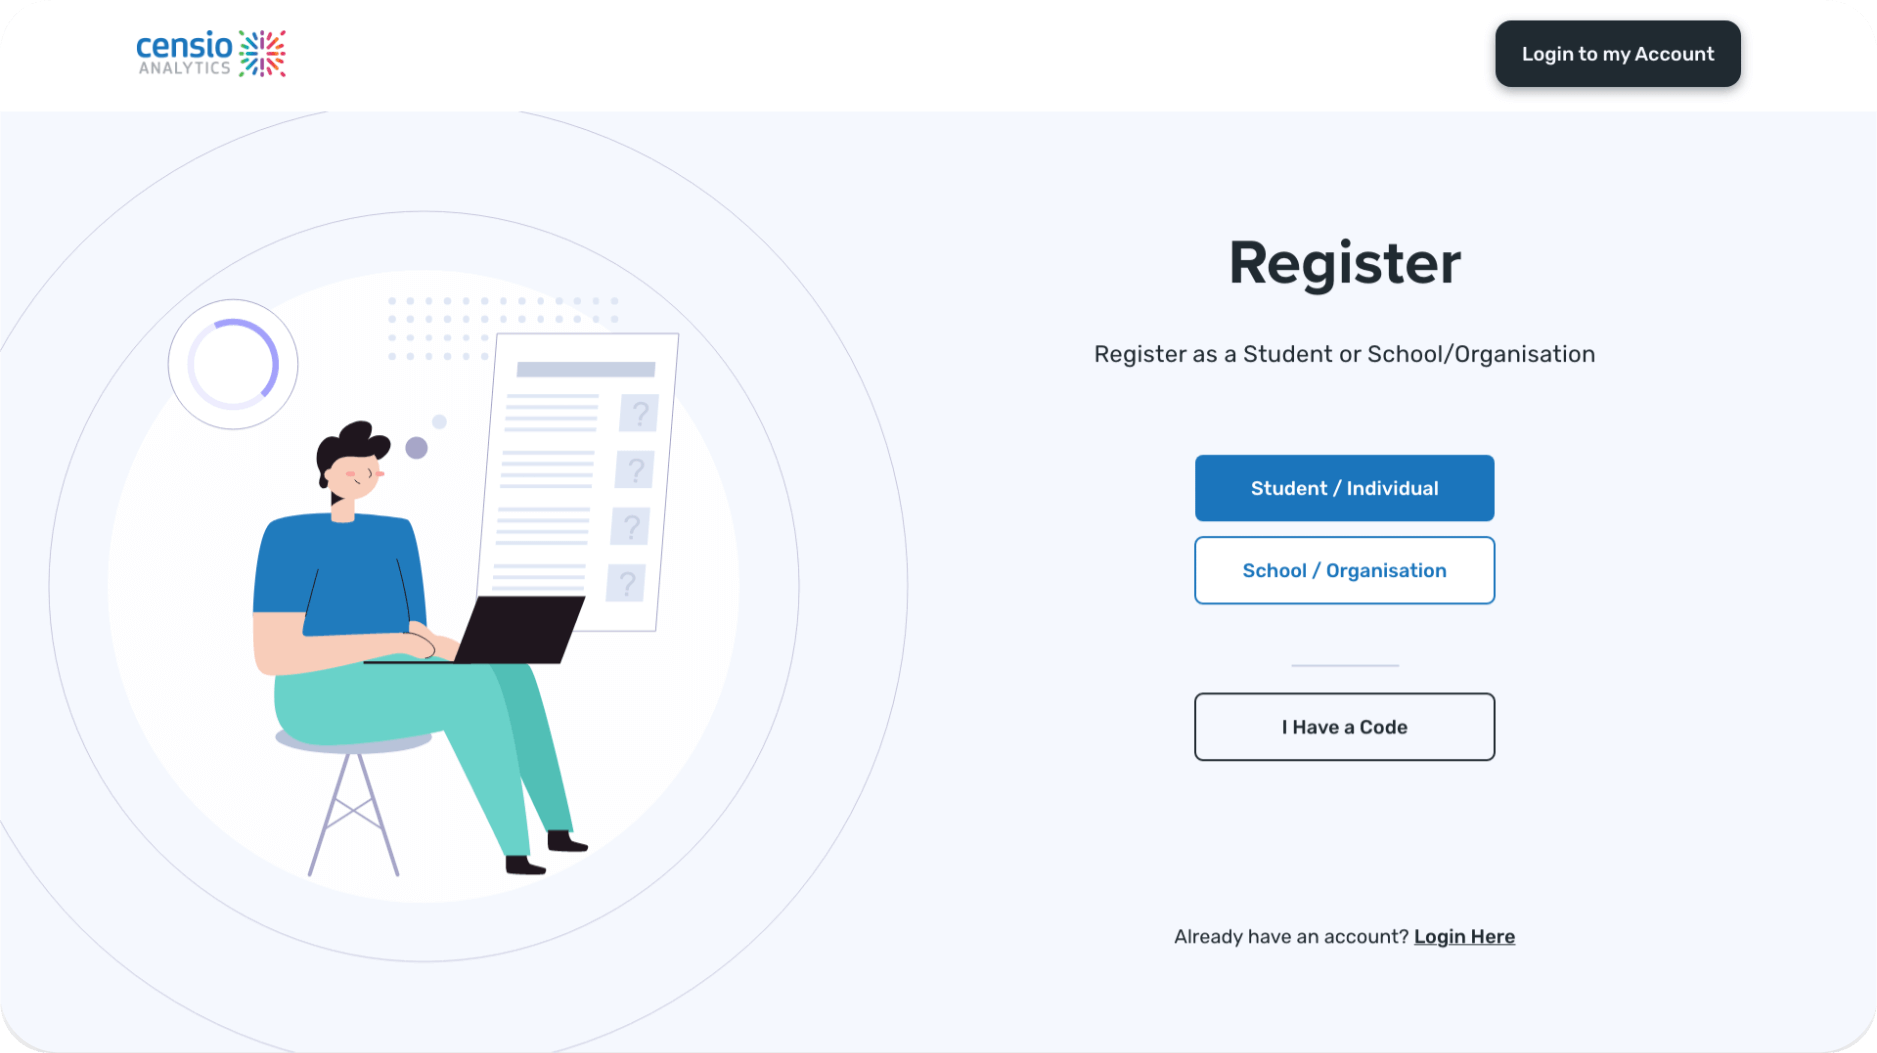 censio
ANALYTICS
Login to my Account
Register
Register as a Student or School/Organisation
?
?
?
?
Student / Individual
School / Organisation
I Have a Code
Already have an account? Login Here